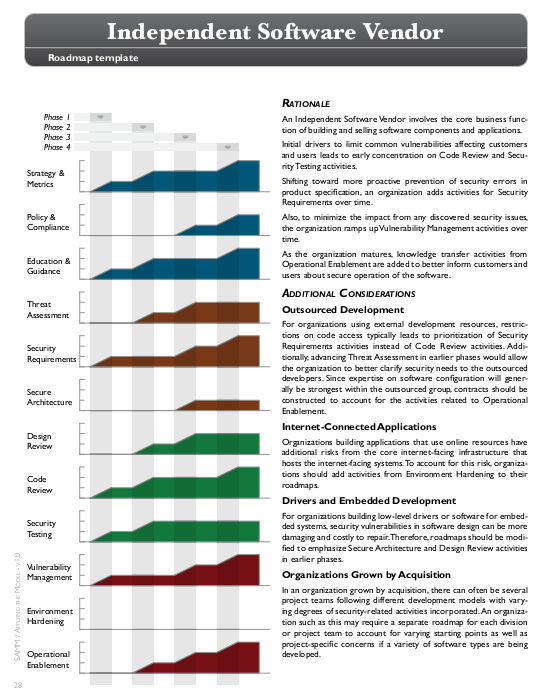 Independent Software Vendor
Roadmap template
Phase 1
Phase 2
Phase 3
Phase 4
Strategy &
Metrics
Policy &
Compliance
Education &
Guidance
Threat
Assessment
Security
Requirements
Secure
Architecture
Design
Review
Code
Review
Security
Testing
Vulnerability
Management
Environment
Hardening
Operational
Enablement
RATIONALE
An Independent Software Vendor involves the core business func-
tion of building and selling software components and applications.
Initial drivers to limit common vulnerabilities affecting customers
and users leads to early concentration on Code Review and Secu-
rity Testing activities.
Shifting toward more proactive prevention of security errors in
product specification, an organization adds activities for Security
Requirements over time.
Also, to minimize the impact from any discovered security issues,
the organization ramps up Vulnerability Management activities over
time.
As the organization matures, knowledge transfer activities from
Operational Enablement are added to better inform customers and
users about secure operation of the software.
ADDITIONAL CONSIDERATIONS
Outsourced Development
For organizations using external development resources, restric-
tions on code access typically leads to prioritization of Security
Requirements activities instead of Code Review activities. Addi-
tionally, advancing Threat Assessment in earlier phases would allow
the organization to better clarify security needs to the outsourced
developers. Since expertise on software configuration will gener-
ally be strongest within the outsourced group, contracts should be
constructed to account for the activities related to Operational
Enablement.
Internet-Connected Applications
Organizations building applications that use online resources have
additional risks from the core internet-facing infrastructure that
hosts the internet-facing systems. To account for this risk, organiza-
tions should add activities from Environment Hardening to their
roadmaps.
Drivers and Embedded Development
For organizations building low-level drivers or software for embed-
ded systems, security vulnerabilities in software design can be more
damaging and costly to repair. Therefore, roadmaps should be modi-
fied to emphasize Secure Architecture and Design Review activities
in earlier phases.
Organizations Grown by Acquisition
In an organization grown by acquisition, there can often be several
project teams following different development models with vary-
ing degrees of security-related activities incorporated. An organiza-
tion such as this may require a separate roadmap for each division
or project team to account for varying starting points as well as
project-specific concerns if a variety of software types are being
developed.
SAMM / APPLYING THE MODEL - v1.0
28